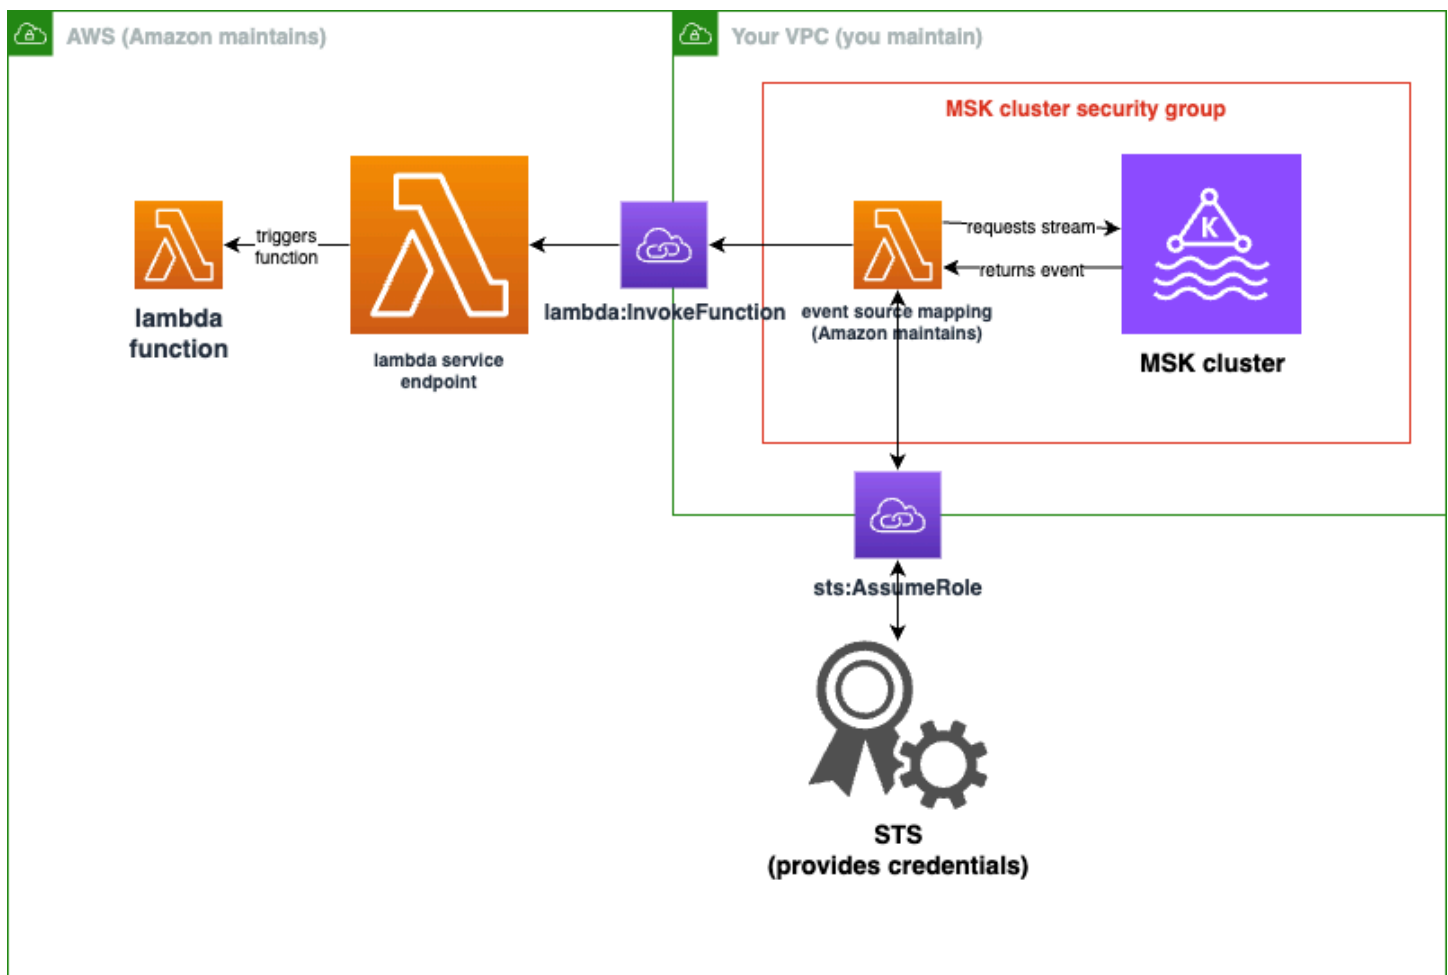 AWS (Amazon maintains)
Your VPC (you maintain)
MSK cluster security group
triggers
function
requests stream
returns event
K
lambda
function
lambda service
endpoint
lambda:InvokeFunction
event source mapping
(Amazon maintains)
MSK cluster
sts:AssumeRole
STS
(provides credentials)